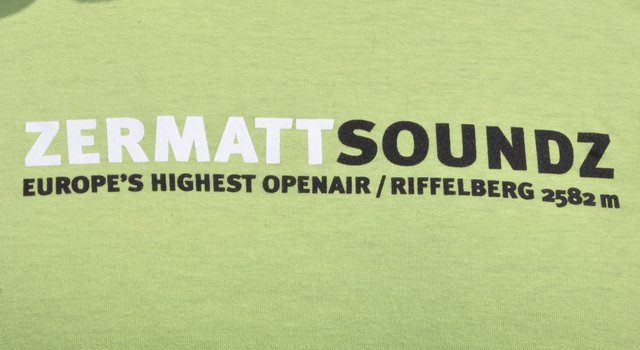 ZERMATTSOUNDZ
EUROPE'S HIGHEST OPENAIR / RIFFELBERG 2582 m